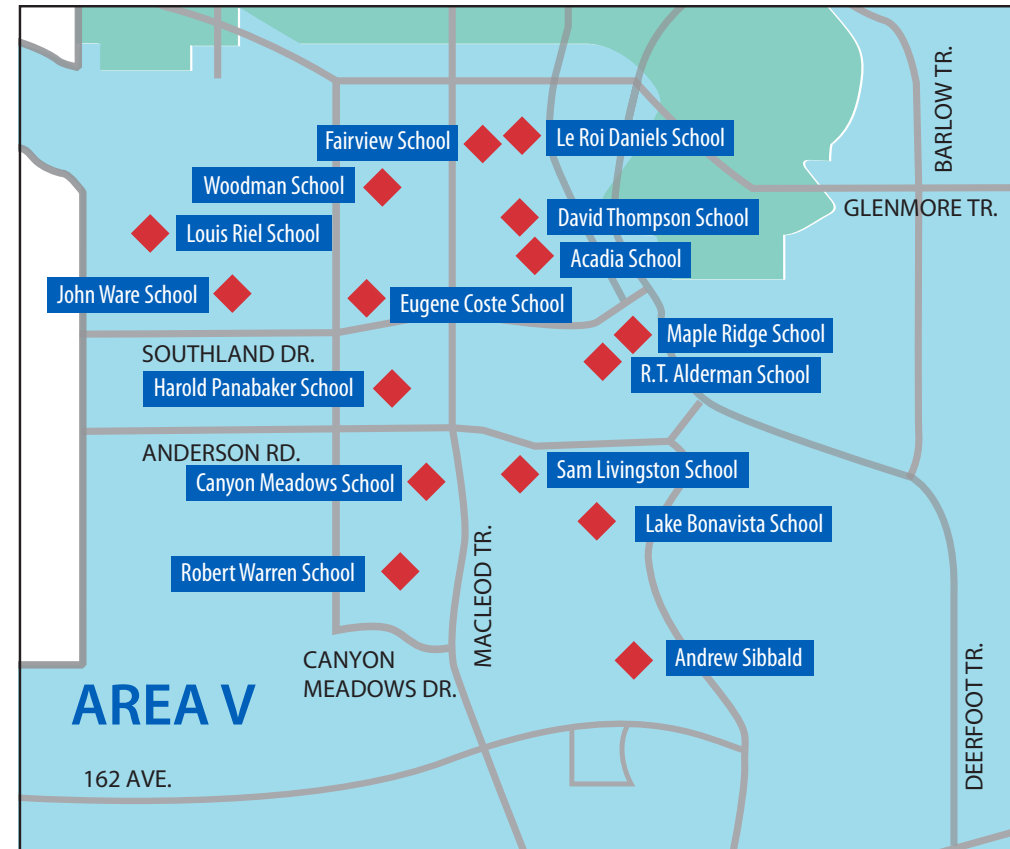 BARLOW TR.
Fairview School
Le Roi Daniels School
Woodman School
GLENMORE TR.
David Thompson School
Louis Riel School
Acadia School
John Ware School
Eugene Coste School
Maple Ridge School
SOUTHLAND DR.
R.T. Alderman School
Harold Panabaker School
ANDERSON RD.
Sam Livingston School
Canyon Meadows School
Lake Bonavista School
Robert Warren School
MACLEOD TR.
CANYON
MEADOWS DR.
Andrew Sibbald
AREA V
DEERFOOT TR.
162 AVE.